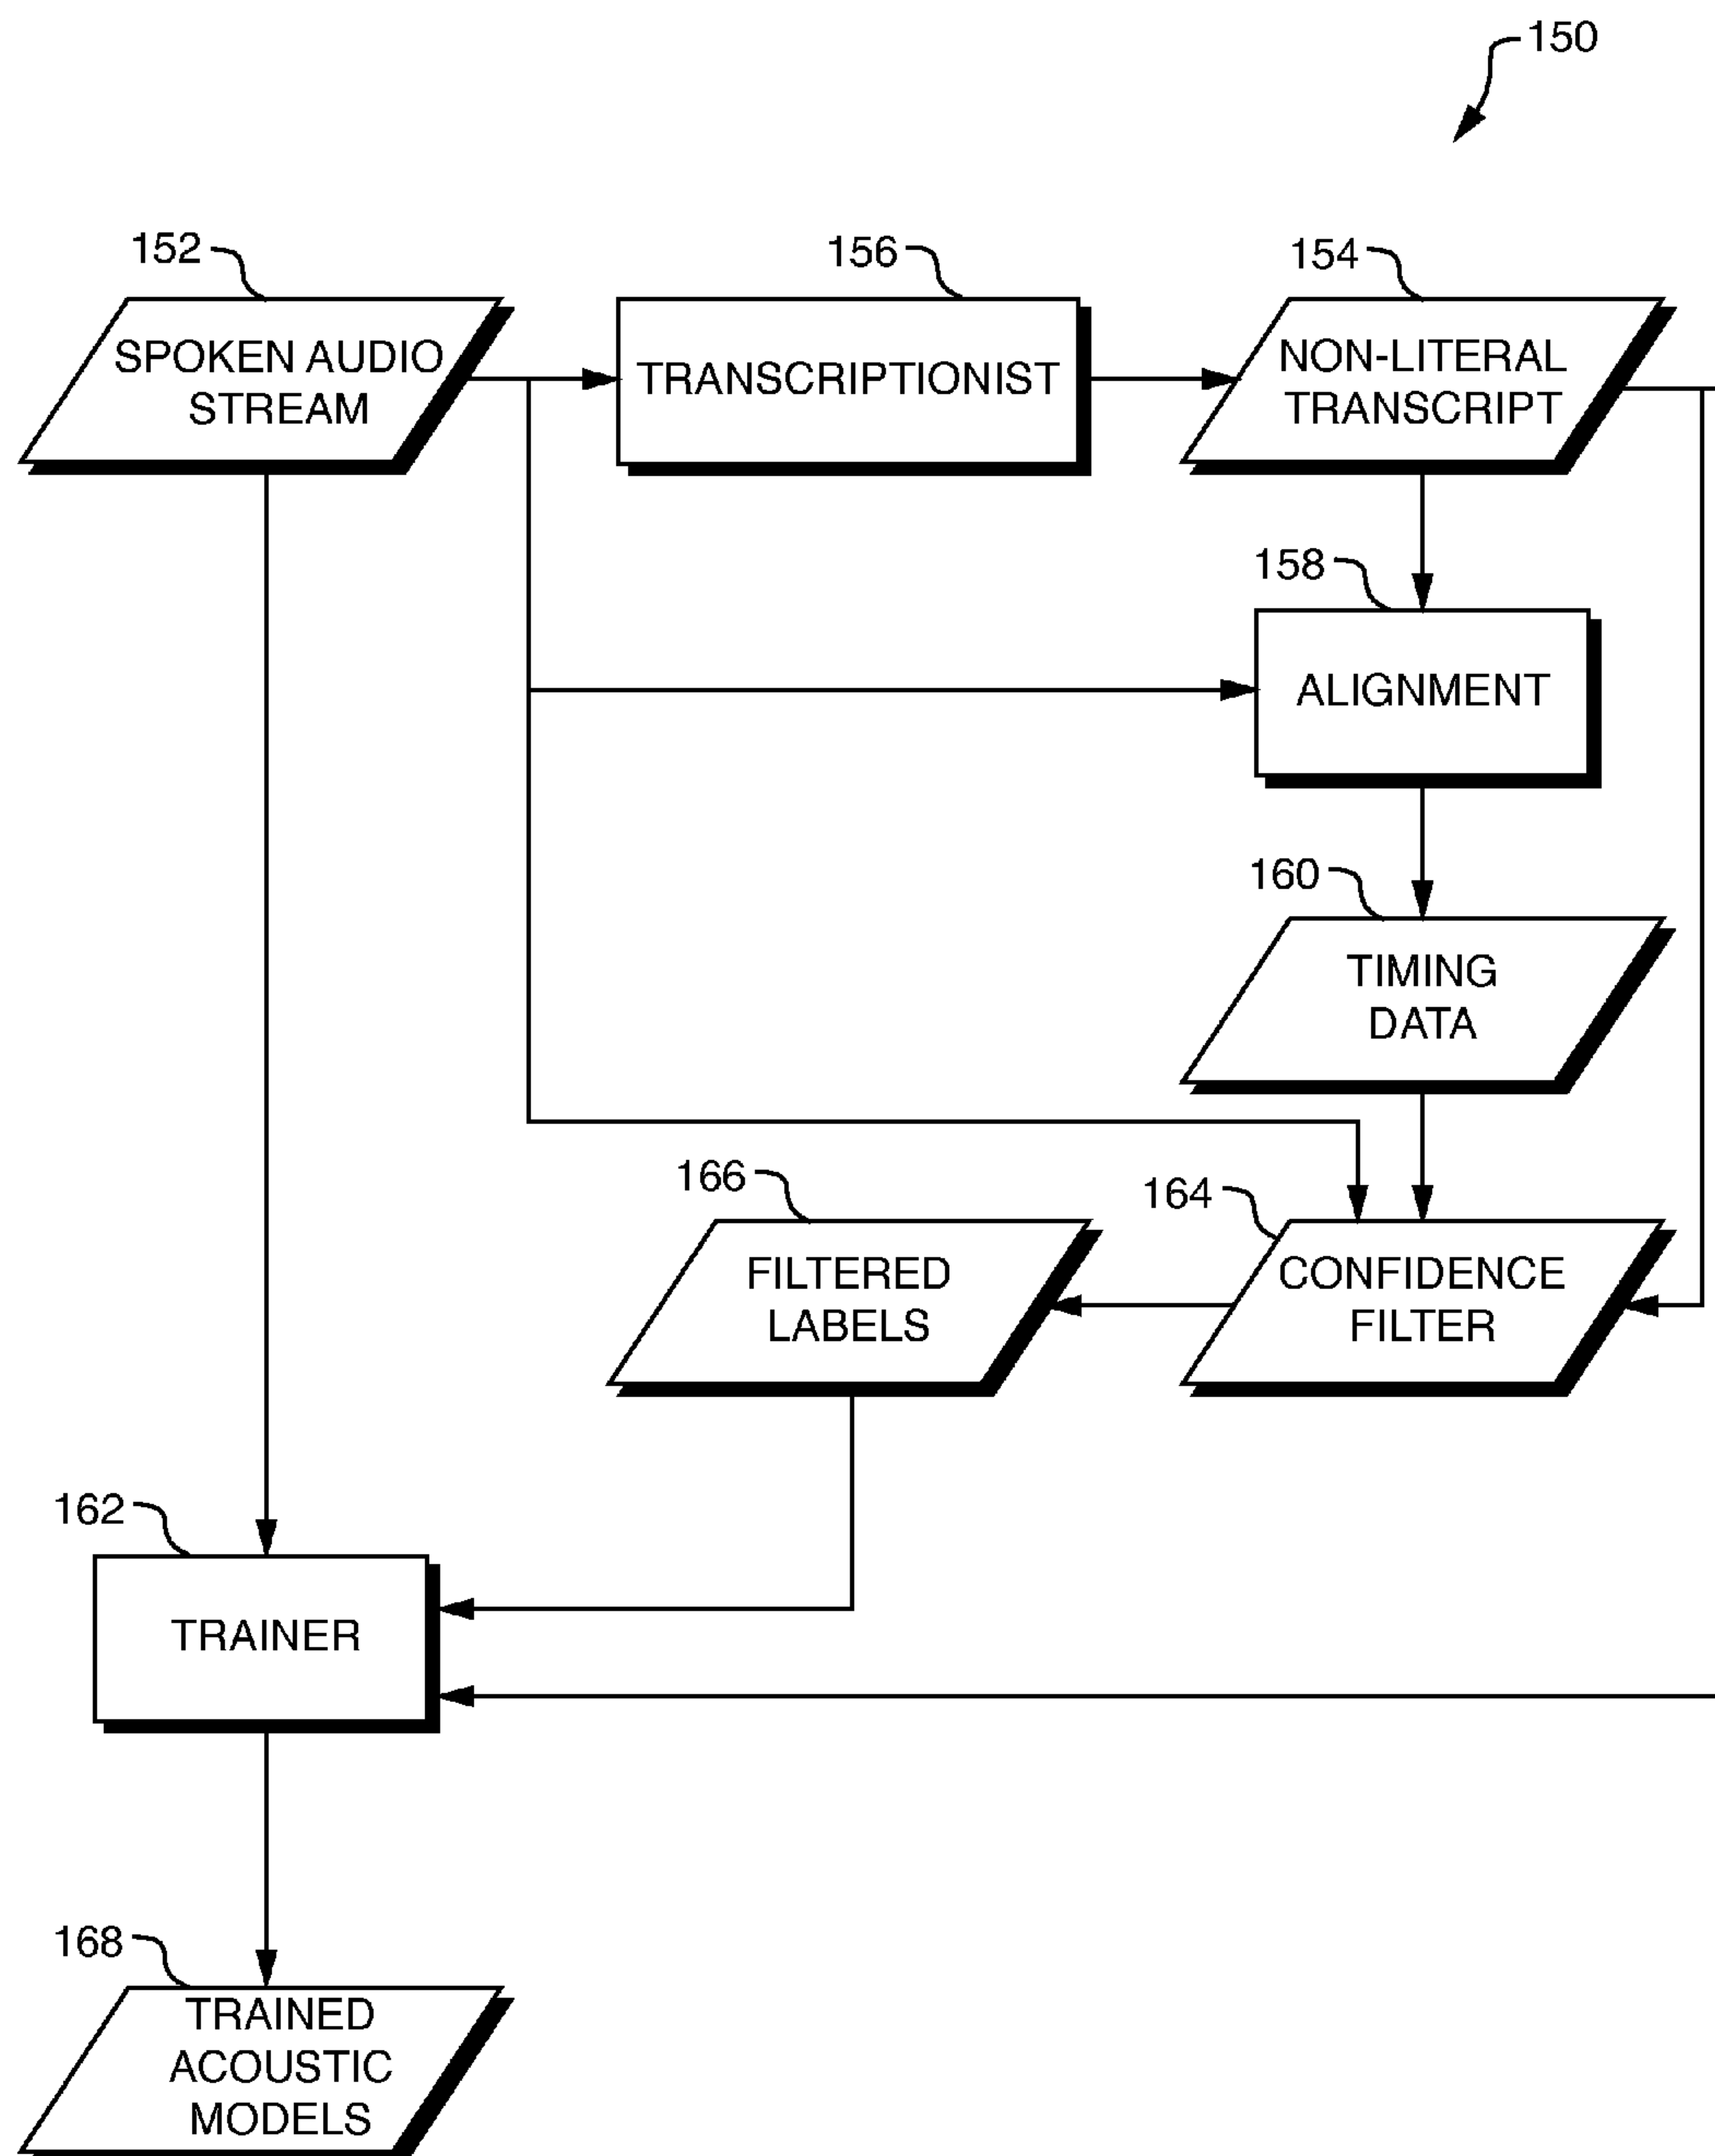 150
152
156
154
SPOKEN AUDIO
STREAM
TRANSCRIPTIONIST
NON-LITERAL
TRANSCRIPT
158
ALIGNMENT
160
TIMING
DATA
166
164
FILTERED
LABELS
CONFIDENCE
FILTER
162
TRAINER
168
TRAINED
ACOUSTIC
MODELS